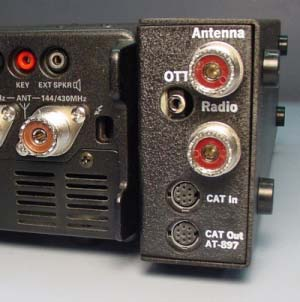 Antenna
OTT
Radio
CAT In
CAT Out
AT-897
KEY
EXT SPKR
ANT 144/430MHz